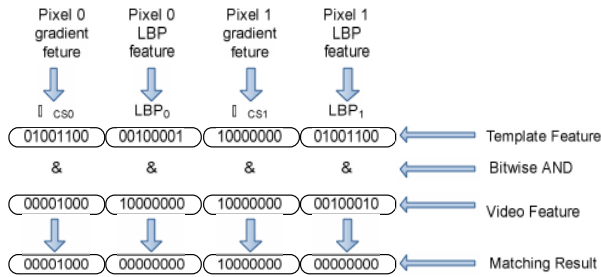 Pixel 0 gradient feture
Pixel 0 LBP feature
Pixel 1 gradient feture
Pixel 1 LBP feature
▯ CS0 LBP0 ▯ CS1 LBP1
01001100 00100001 10000000 01001100 Template Feature
& & & & Bitwise AND
00001000 10000000 10000000 00100010 Video Feature
00001000 00000000 10000000 00000000 Matching Result